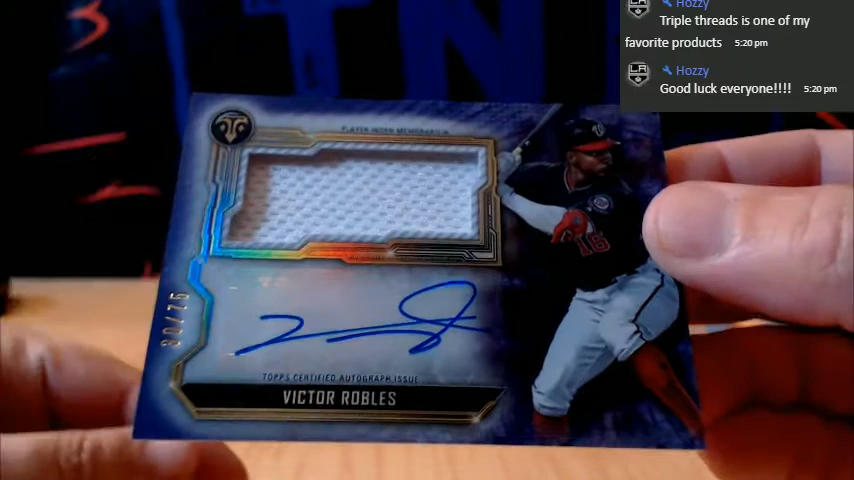 Hozzy
Triple threads is one of my
favorite products 5:20 pm
Hozzy
Good luck everyone!!!! 5:20 pm
PLAYER-WORN MEMORABILIA
16
TOPPS CERTIFIED AUTOGRAPH ISSUE
VICTOR ROBLES